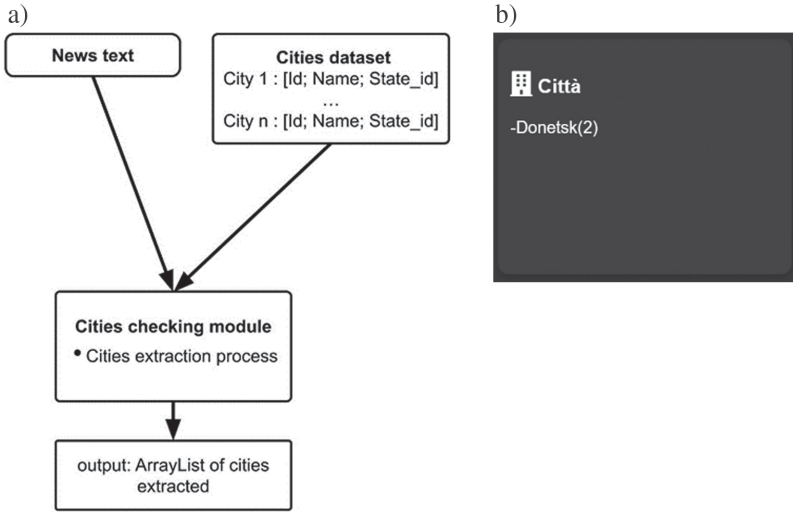 a)
News text
Cities dataset
City 1 : [Id; Name; State_id]
...
City n : [Id; Name; State_id]
Cities checking module
• Cities extraction process
output: ArrayList of cities
extracted
b)
Città
-Donetsk(2)